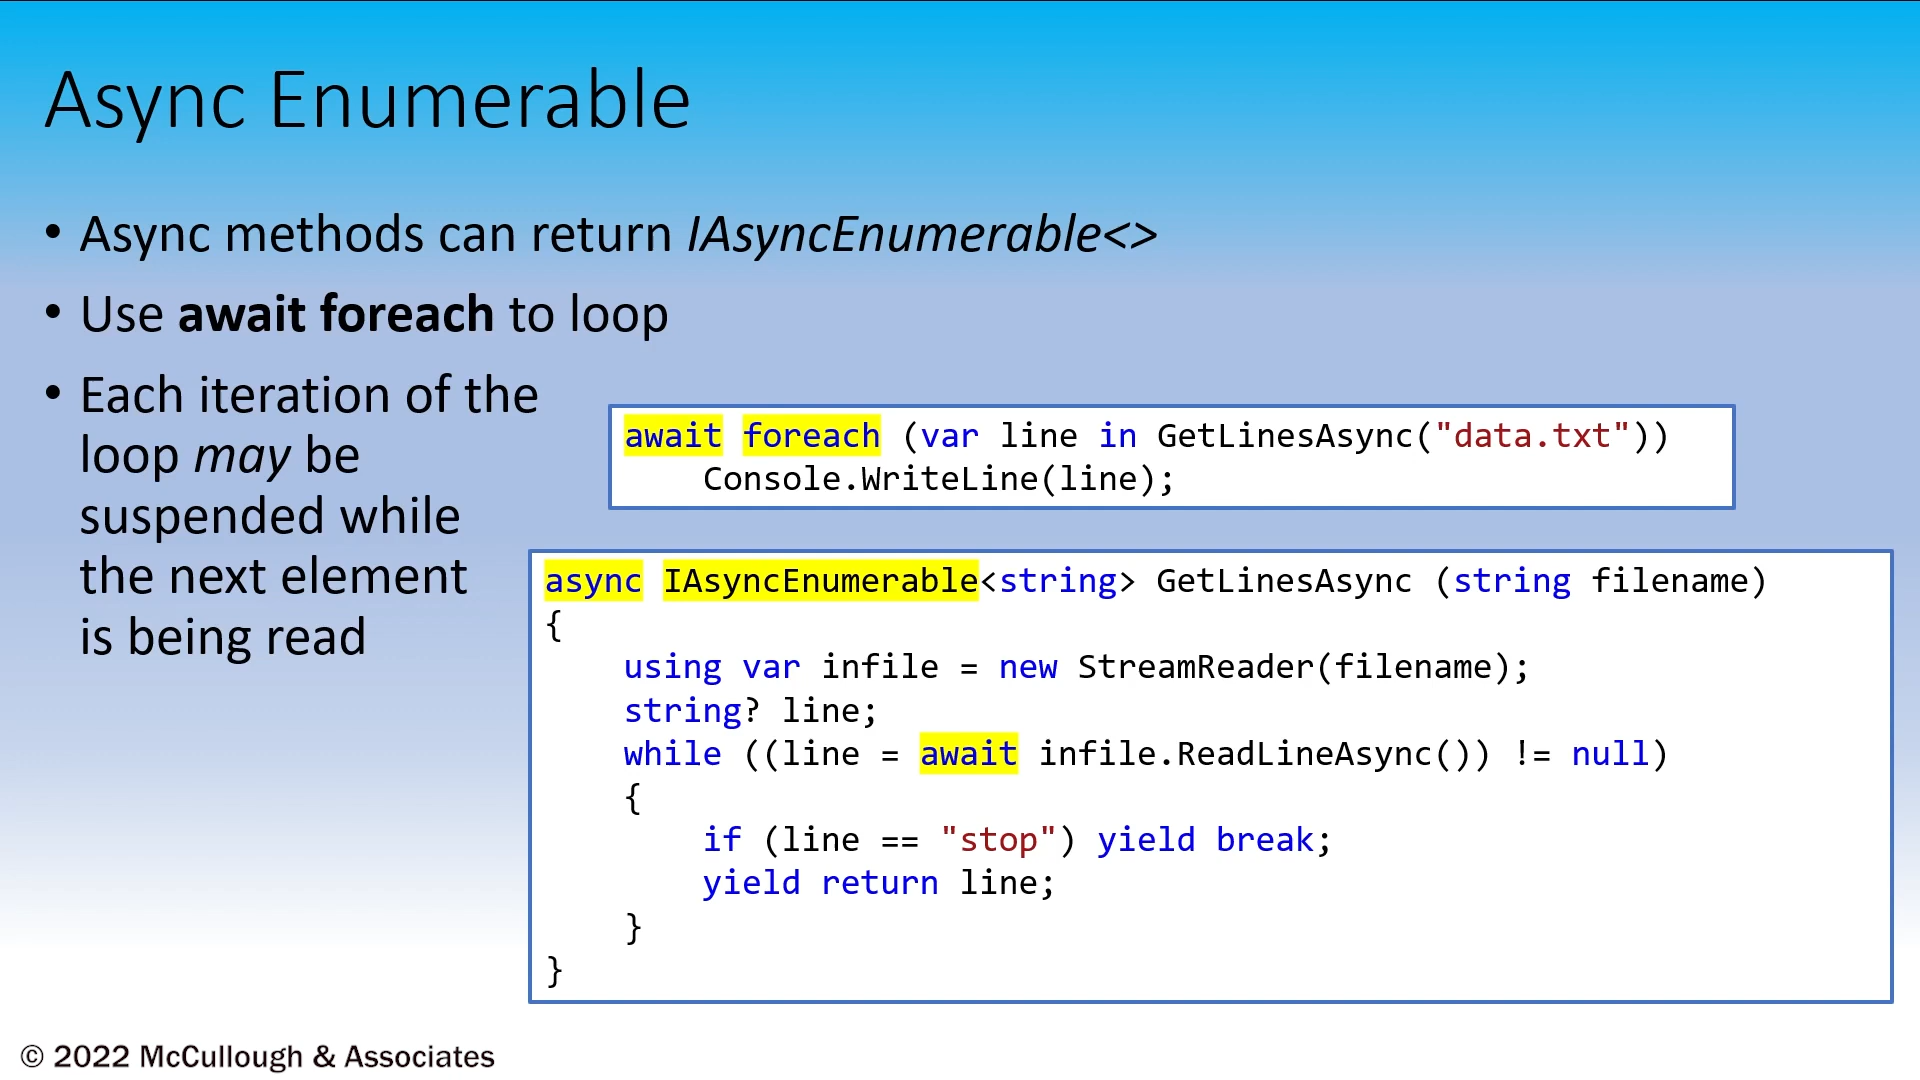 Async Enumerable
• Async methods can return IAsyncEnumerable<>
• Use await foreach to loop
• Each iteration of the
loop may be
suspended while
the next element
is being read
await foreach (var line in GetLinesAsync("data.txt"))
    Console.WriteLine(line);
async IAsyncEnumerable<string> GetLinesAsync (string filename)
{
    using var infile = new StreamReader(filename);
    string? line;
    while ((line = await infile.ReadLineAsync()) != null)
    {
        if (line == "stop") yield break;
        yield return line;
    }
}
© 2022 McCullough & Associates